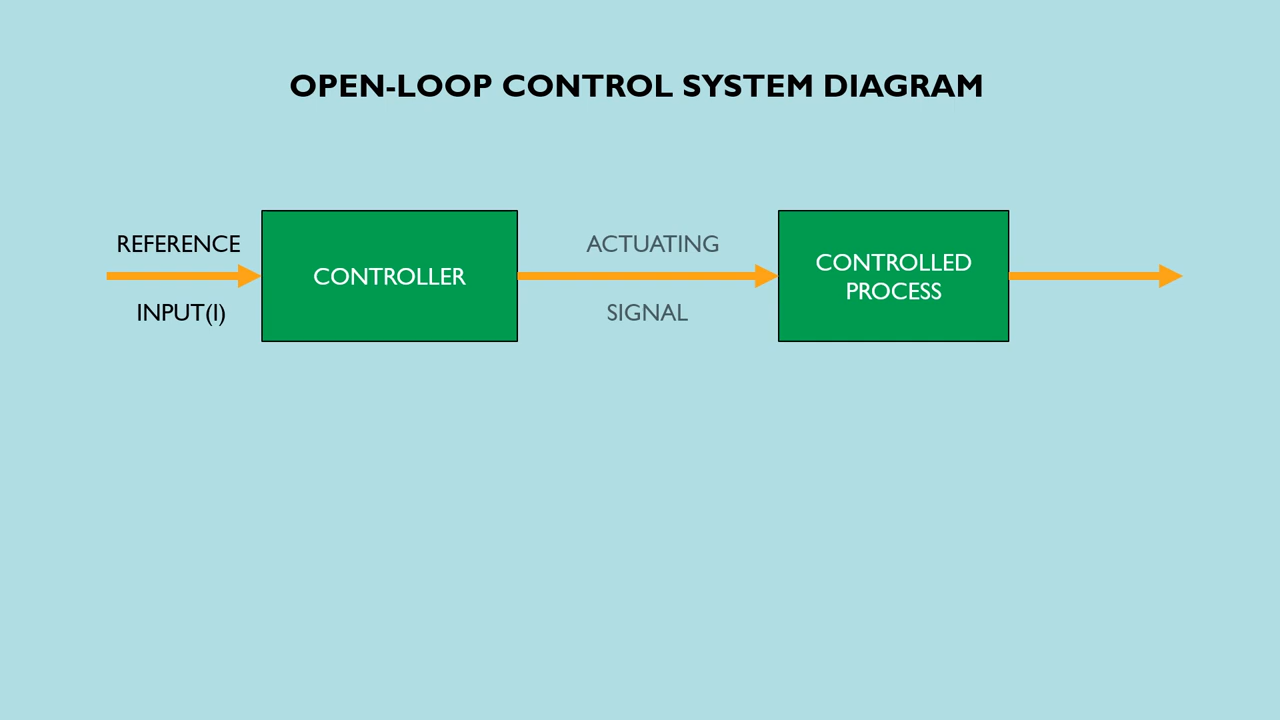 OPEN-LOOP CONTROL SYSTEM DIAGRAM
REFERENCE
INPUT(I)
CONTROLLER
ACTUATING
SIGNAL
CONTROLLED
PROCESS